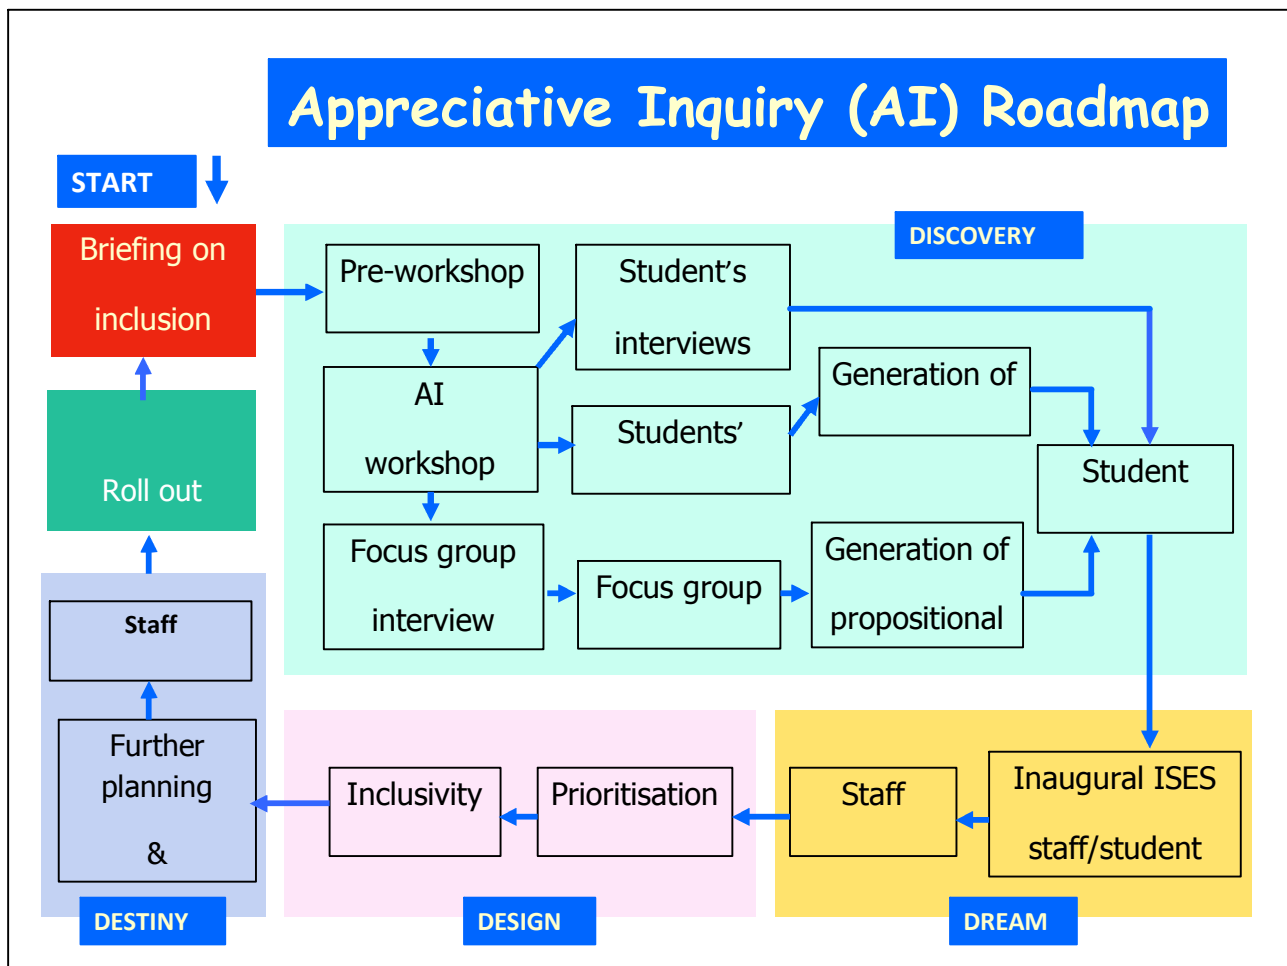 Appreciative Inquiry (AI) Roadmap
START
Briefing on
inclusion
Roll out
DISCOVERY
Pre-workshop
Student’s
interviews
AI
workshop
Students’
Generation of
Student
Focus group
interview
Focus group
Generation of
propositional
Inaugural ISES
staff/student
Staff
DREAM
Prioritisation
Inclusivity
DESIGN
Further
planning
&
Staff
DESTINY